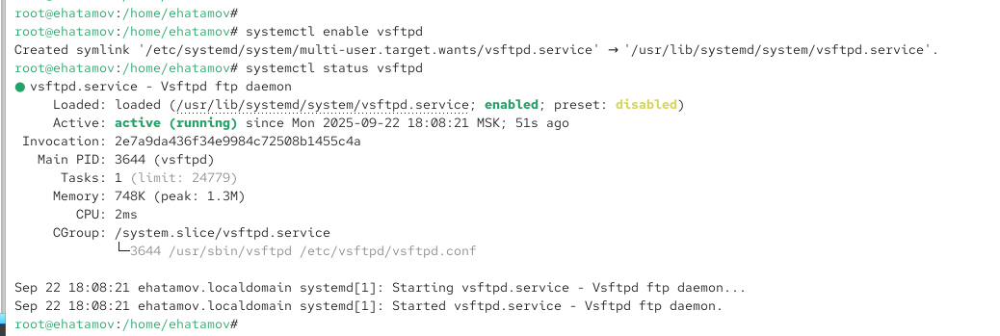 root@ehatamov:/home/ehatamov#
root@ehatamov:/home/ehatamov# systemctl enable vsftpd
Created symlink '/etc/systemd/system/multi-user.target.wants/vsftpd.service' → '/usr/lib/systemd/system/vsftpd.service'.
root@ehatamov:/home/ehatamov# systemctl status vsftpd
● vsftpd.service - Vsftpd ftp daemon
Loaded: loaded (/usr/lib/systemd/system/vsftpd.service; enabled; preset: disabled)
Active: active (running) since Mon 2025-09-22 18:08:21 MSK; 51s ago
Invocation: 2e7a9da436f34e9984c72508b1455c4a
Main PID: 3644 (vsftpd)
Tasks: 1 (limit: 24779)
Memory: 748K (peak: 1.3M)
CPU: 2ms
CGroup: /system.slice/vsftpd.service
└─3644 /usr/sbin/vsftpd /etc/vsftpd/vsftpd.conf
Sep 22 18:08:21 ehatamov.localdomain systemd[1]: Starting vsftpd.service - Vsftpd ftp daemon...
Sep 22 18:08:21 ehatamov.localdomain systemd[1]: Started vsftpd.service - Vsftpd ftp daemon.
root@ehatamov:/home/ehatamov#